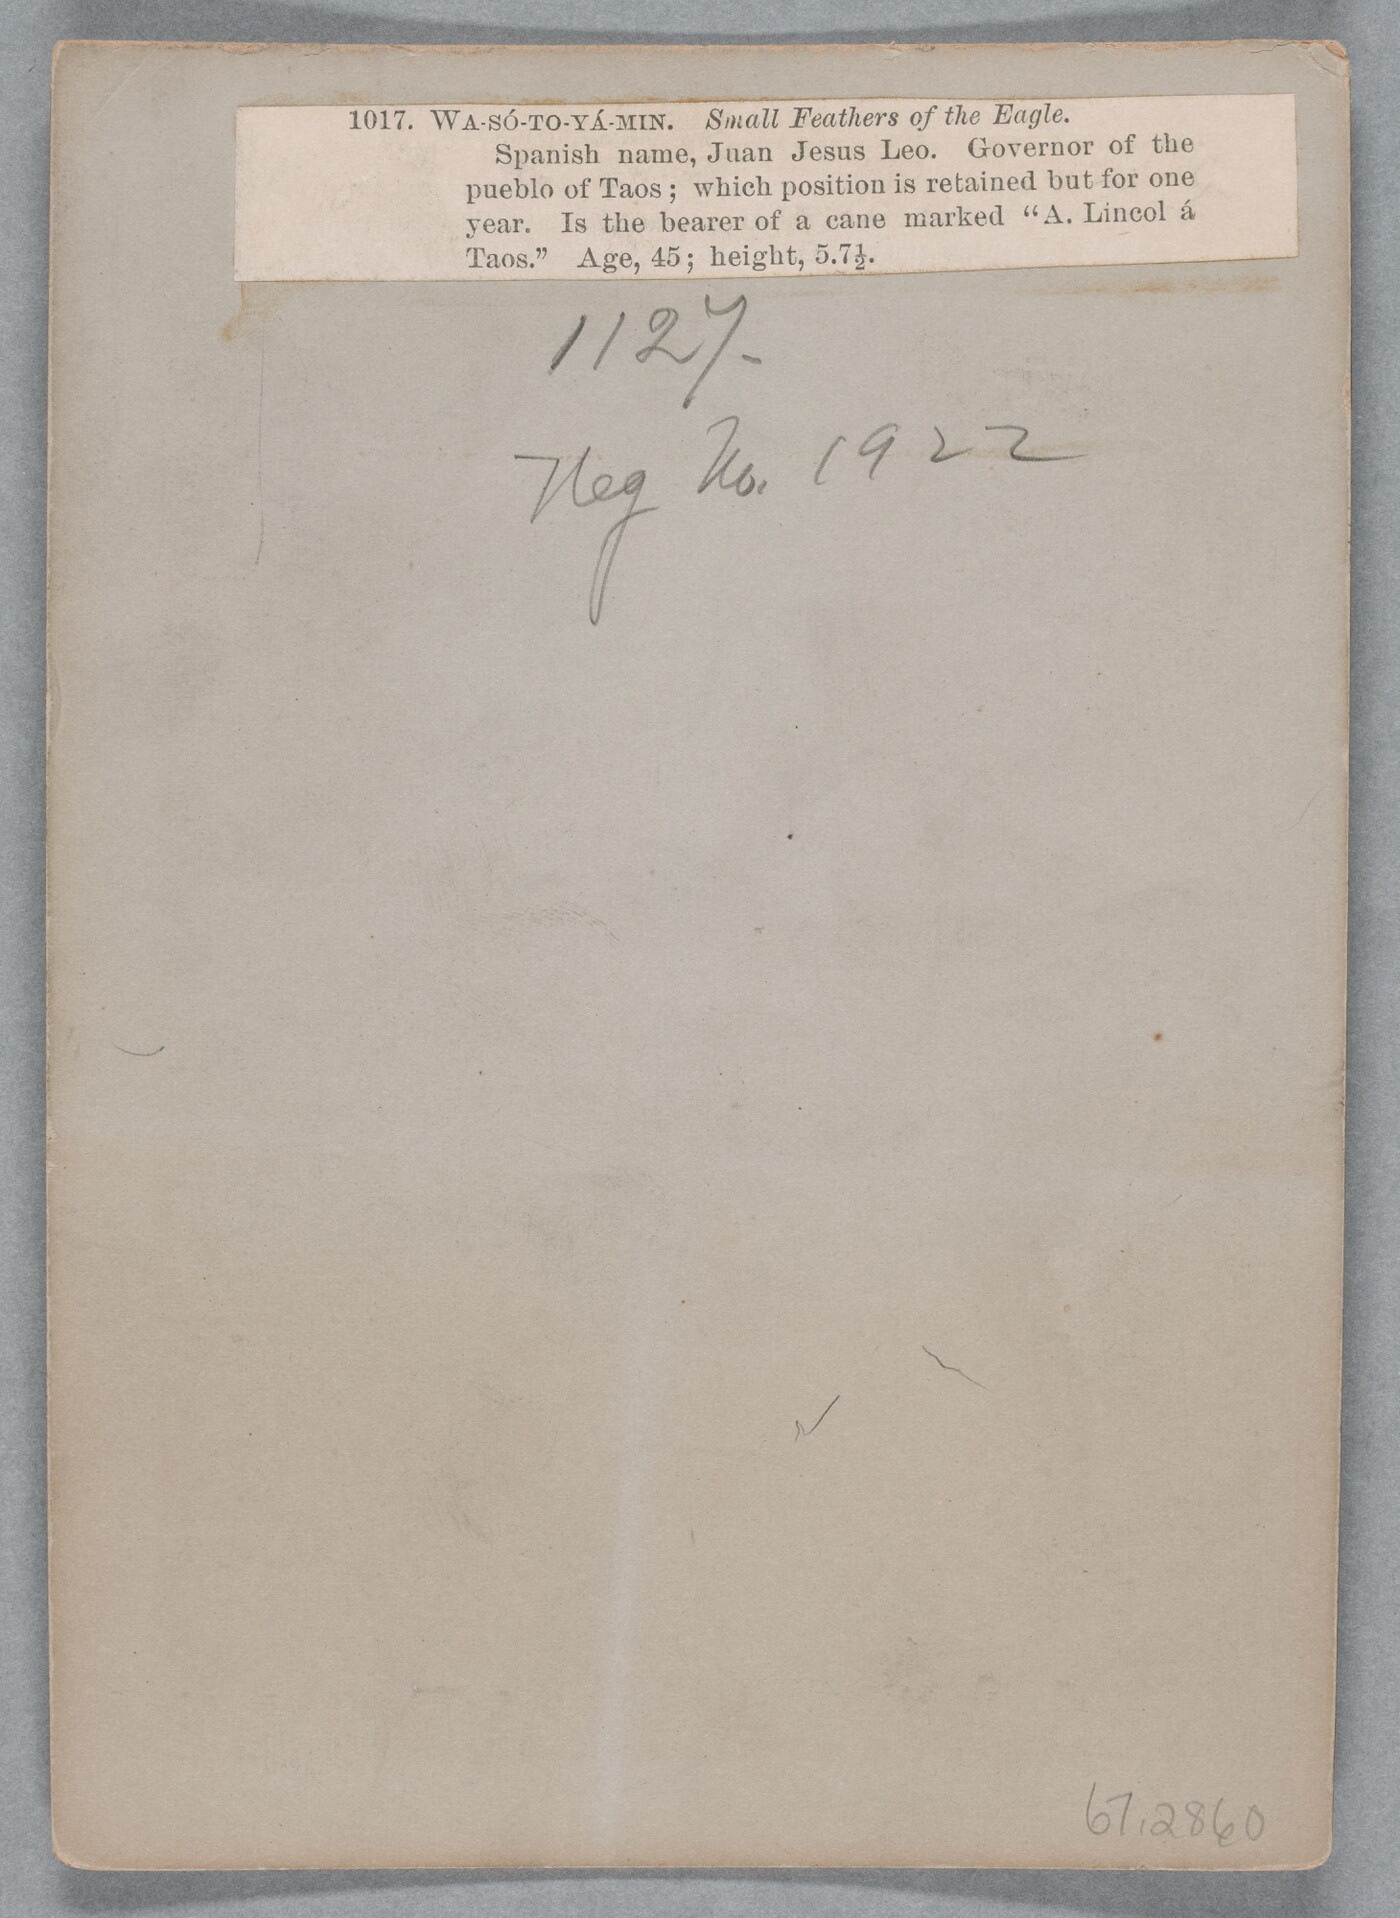 1017. WA-SÓ-TO-YÁ-MIN. Small Feathers of the Eagle.
Spanish name, Juan Jesus Leo. Governor of the
pueblo of Taos; which position is retained but for one
year. Is the bearer of a cane marked “A. Lincol á
Taos.” Age, 45; height, 5.7½.
1127.
Neg No. 1922
67.2860